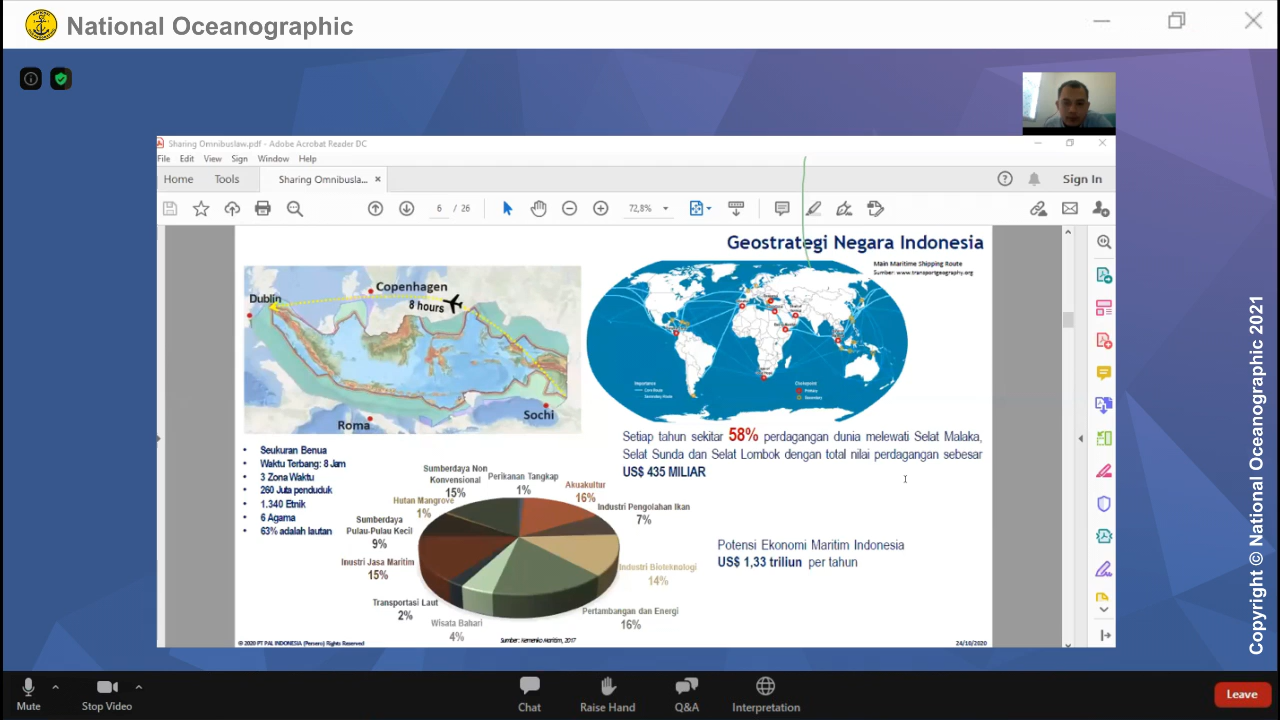 National Oceanographic
Sharing Omnibuslaw.pdf - Adobe Acrobat Reader DC
File Edit View Sign Window Help
Home Tools Sharing Omnibusla... × Sign In
6 / 26 72,8%
Geostrategi Negara Indonesia
Main Maritime Shipping Route
Sumber: www.transportgeography.org
Dublin
Copenhagen
8 hours
Roma
Sochi
Importance
Core Route
Secondary Route
Chokepoint
Primary
Secondary
Setiap tahun sekitar 58% perdagangan dunia melewati Selat Malaka,
Selat Sunda dan Selat Lombok dengan total nilai perdagangan sebesar
US$ 435 MILIAR
• Seukuran Benua
• Waktu Terbang: 8 Jam
• 3 Zona Waktu
• 260 Juta penduduk
• 1.340 Etnik
• 6 Agama
• 63% adalah lautan
Sumberdaya Non
Konvensional
15%
Perikanan Tangkap
1%
Akuakultur
16%
Industri Pengolahan Ikan
7%
Hutan Mangrove
1%
Sumberdaya
Pulau-Pulau Kecil
9%
Inustri Jasa Maritim
15%
Industri Bioteknologi
14%
Transportasi Laut
2%
Wisata Bahari
4%
Pertambangan dan Energi
16%
Potensi Ekonomi Maritim Indonesia
US$ 1,33 triliun per tahun
© 2020 PT PAL INDONESIA (Persero) Rights Reserved
Sumber: Kemenko Maritim, 2017
24/10/2020
Copyright © National Oceanographic 2021
Mute Stop Video Chat Raise Hand Q&A Interpretation Leave